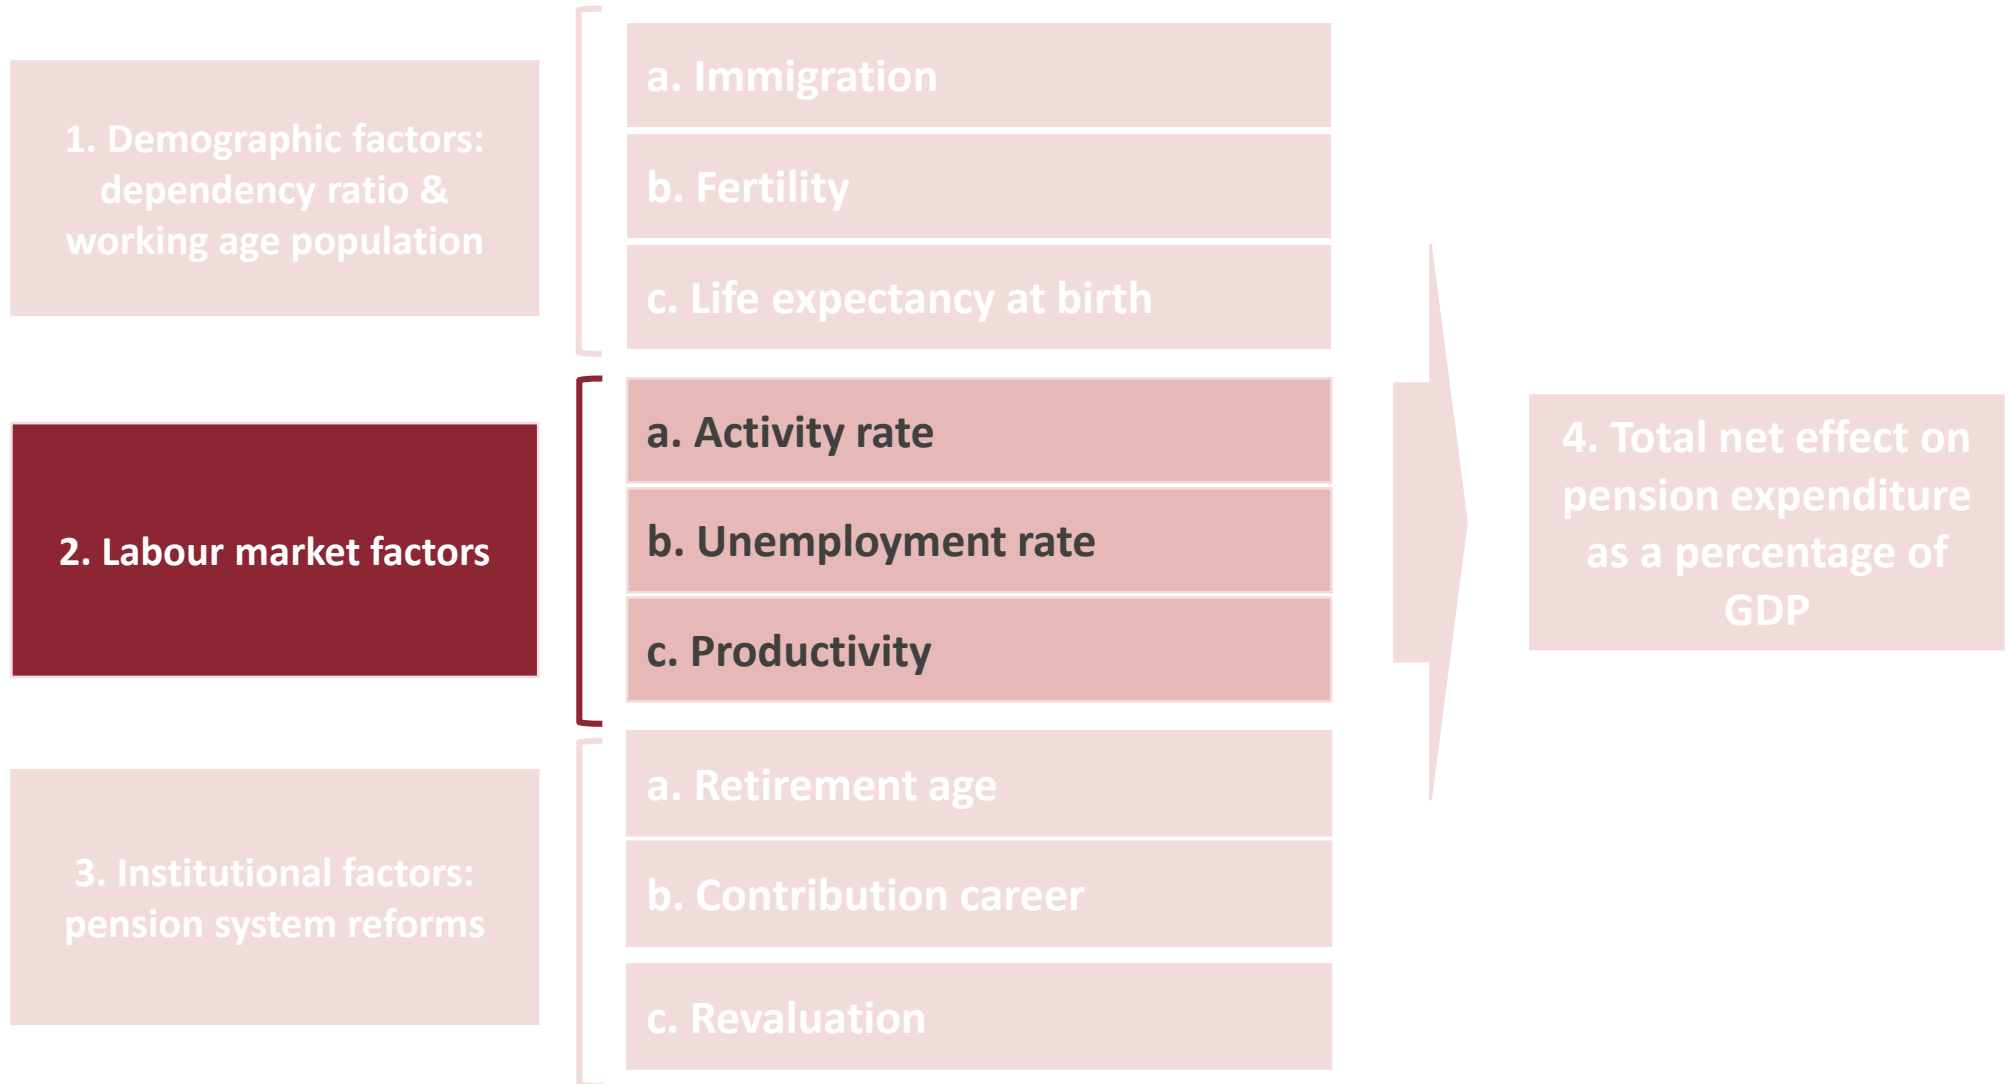 1. Demographic factors:
dependency ratio &
working age population
a. Immigration
b. Fertility
c. Life expectancy at birth
2. Labour market factors
a. Activity rate
b. Unemployment rate
c. Productivity
3. Institutional factors:
pension system reforms
a. Retirement age
b. Contribution career
c. Revaluation
4. Total net effect on
pension expenditure
as a percentage of
GDP